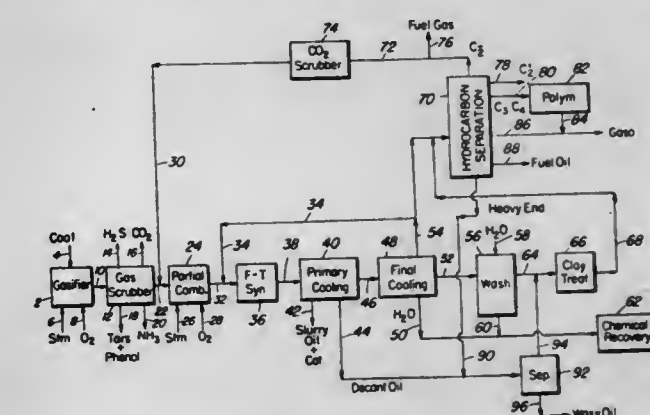 Fuel Gas
74
CO2 Scrubber
72
76
C2
78
C2
80
82
70
HYDROCARBON SEPARATION
C3 C4
Polym
84
86
Gaso
88
Fuel Oil
30
34
Heavy End
Coal
4
H2S CO2
14
16
24
34
38
40
48
54
H2O
56
58
64
66
68
2
Gasifier
10
Gas Scrubber
22
Partial Comb.
32
F-T Syn
36
Primary Cooling
46
Final Cooling
52
Wash
Clay Treat
62
Chemical Recovery
6
8
Stm
O2
12
18
20
Tars + Phenol
NH3
26
28
Stm
O2
42
Slurry Oil + Cat
44
H2O
50
60
90
94
Decant Oil
Sep.
92
96
Waxy Oil